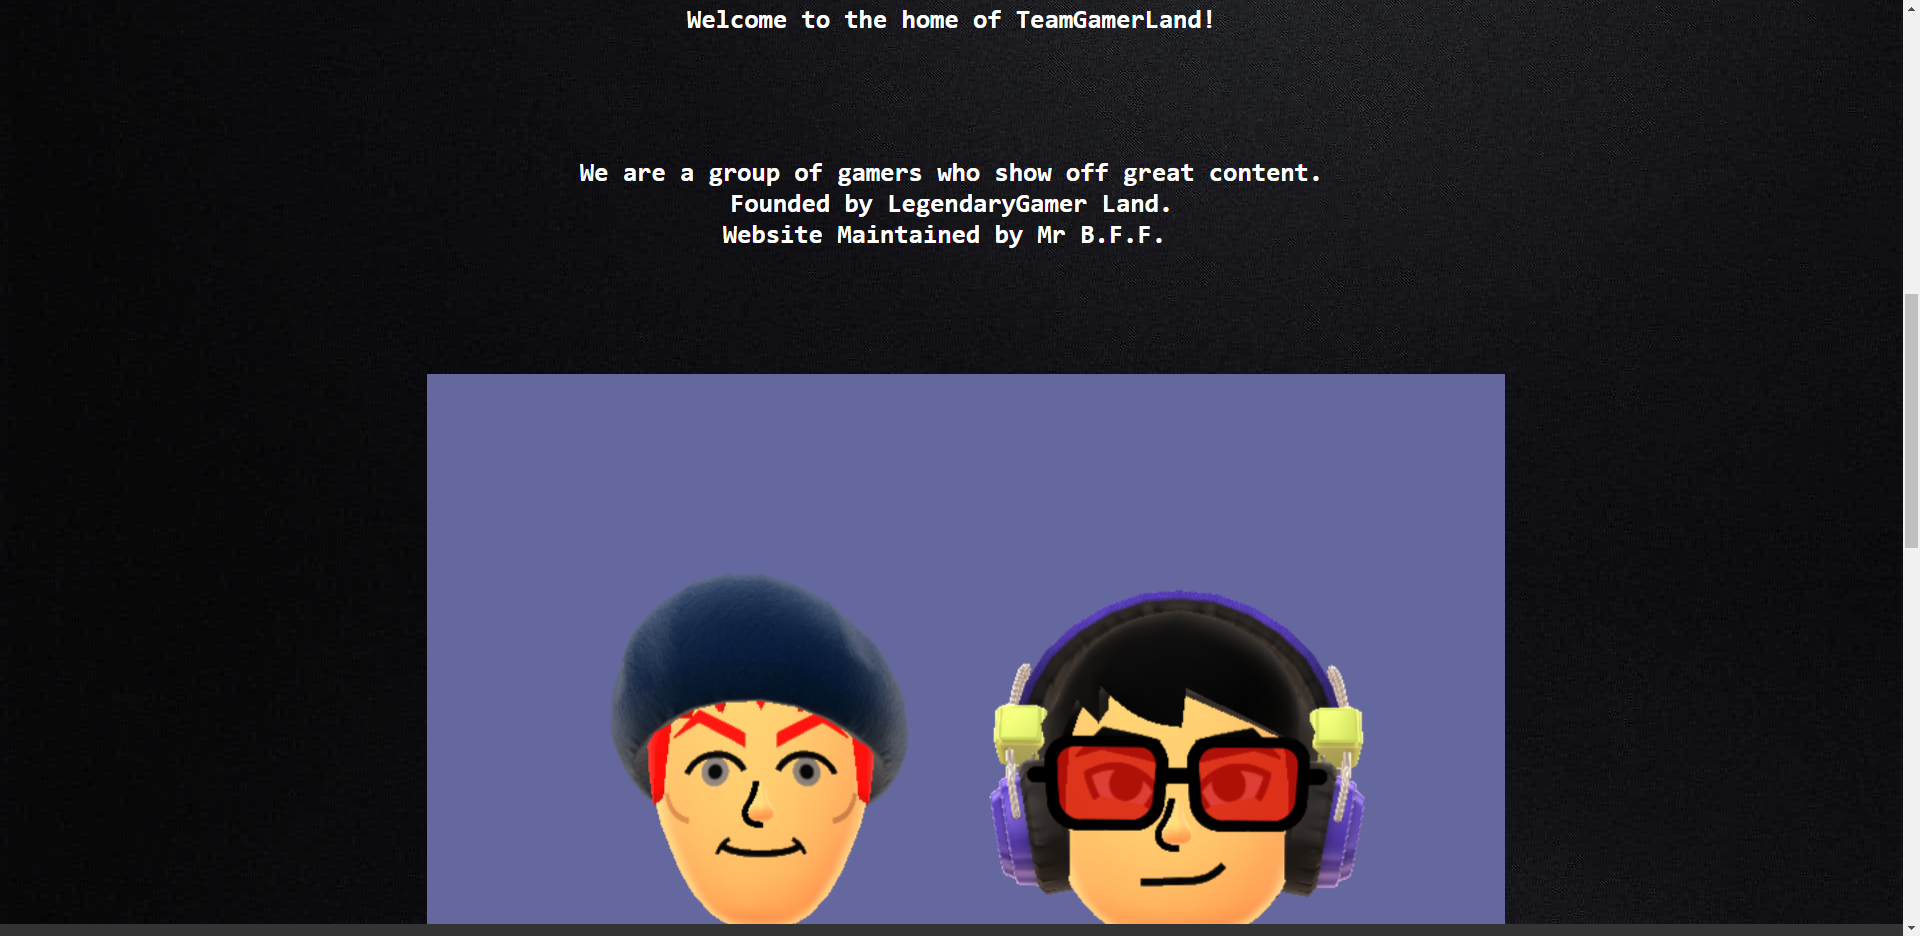 Welcome to the home of TeamGamerLand!
We are a group of gamers who show off great content.
Founded by LegendaryGamer Land.
Website Maintained by Mr B.F.F.